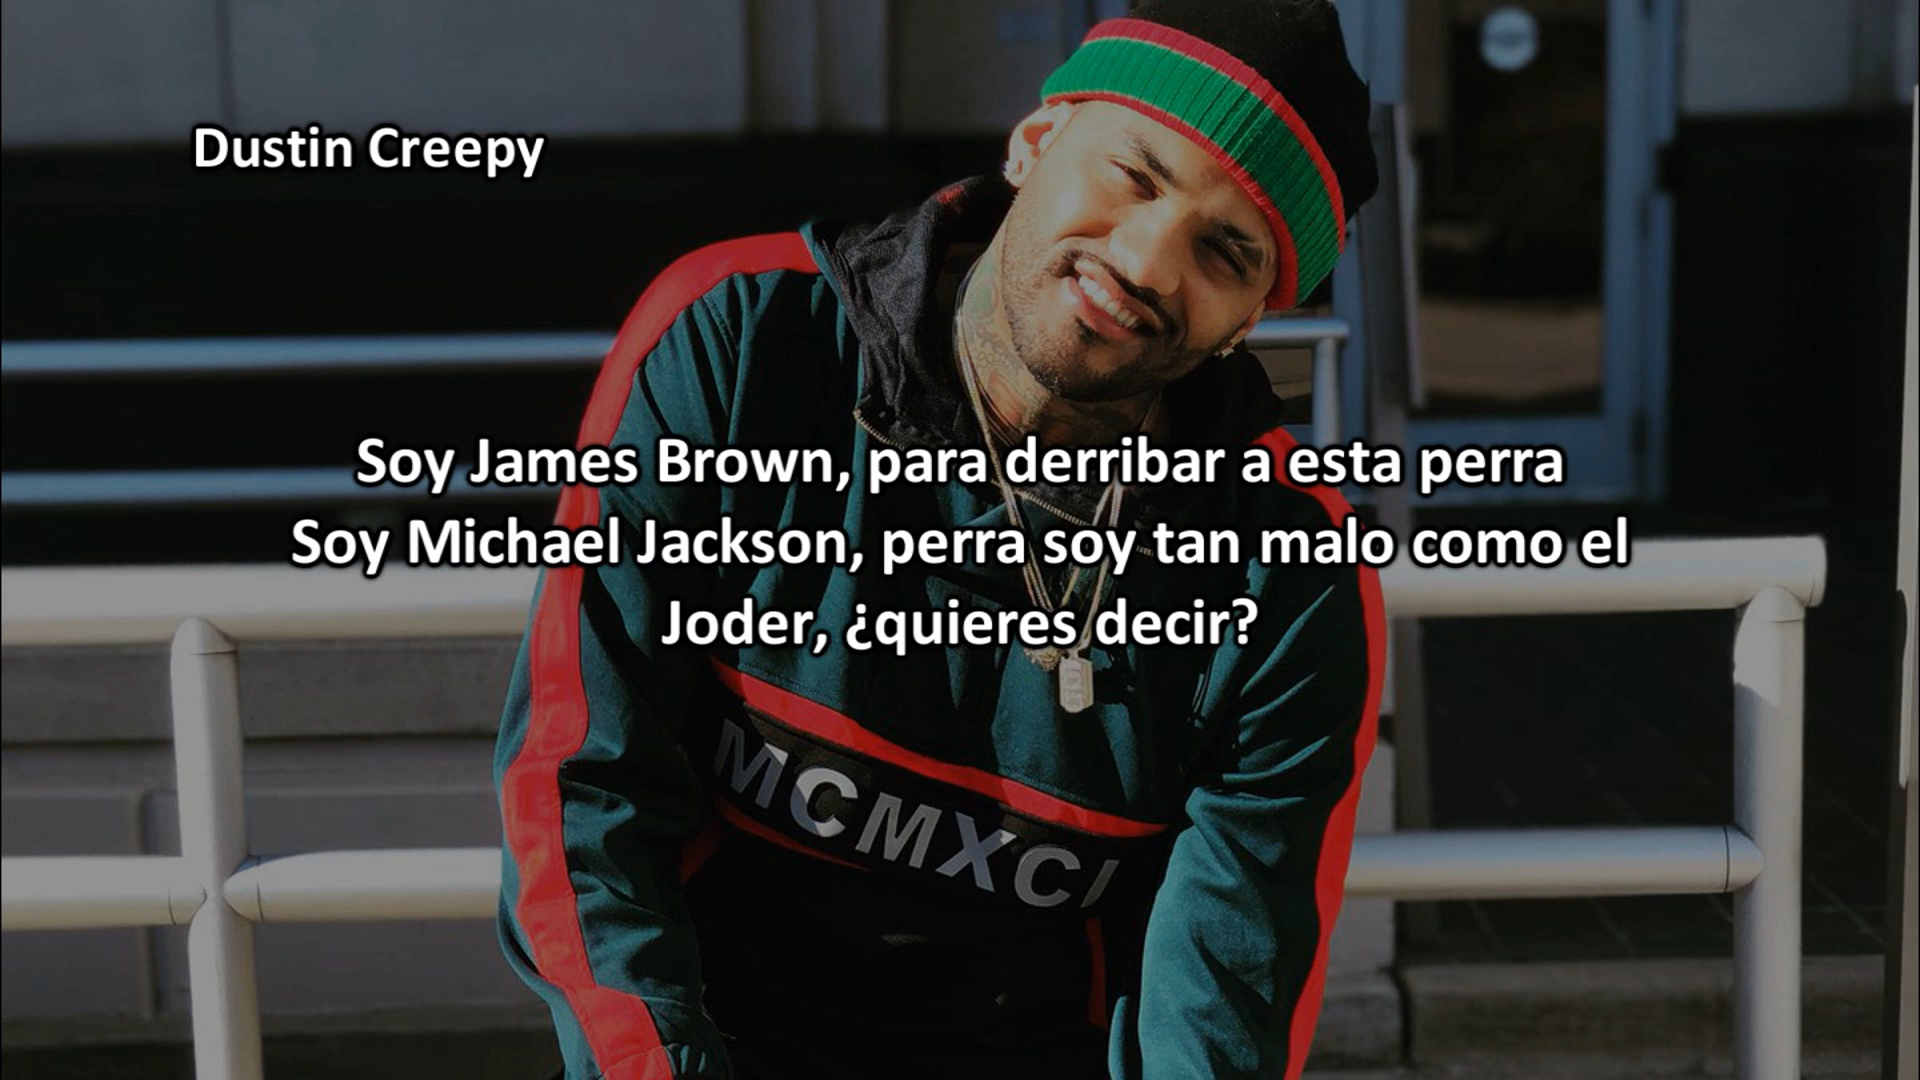 Dustin Creepy
Soy James Brown, para derribar a esta perra
Soy Michael Jackson, perra soy tan malo como el
Joder, ¿quieres decir?
MCMXCI